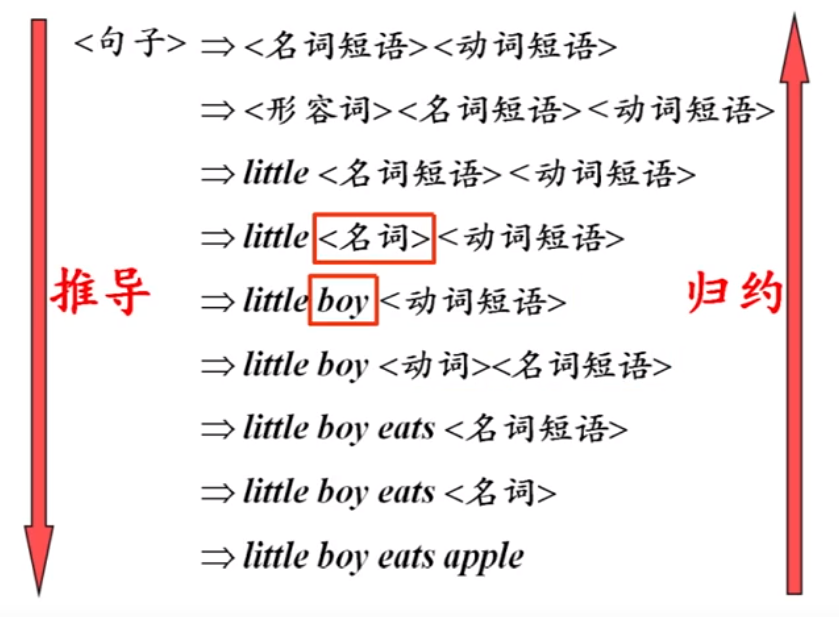 <句子> ⇒ <名词短语><动词短语>
⇒ <形容词><名词短语><动词短语>
⇒ little <名词短语><动词短语>
⇒ little <名词><动词短语>
推导
⇒ little boy <动词短语>
归约
⇒ little boy <动词><名词短语>
⇒ little boy eats <名词短语>
⇒ little boy eats <名词>
⇒ little boy eats apple